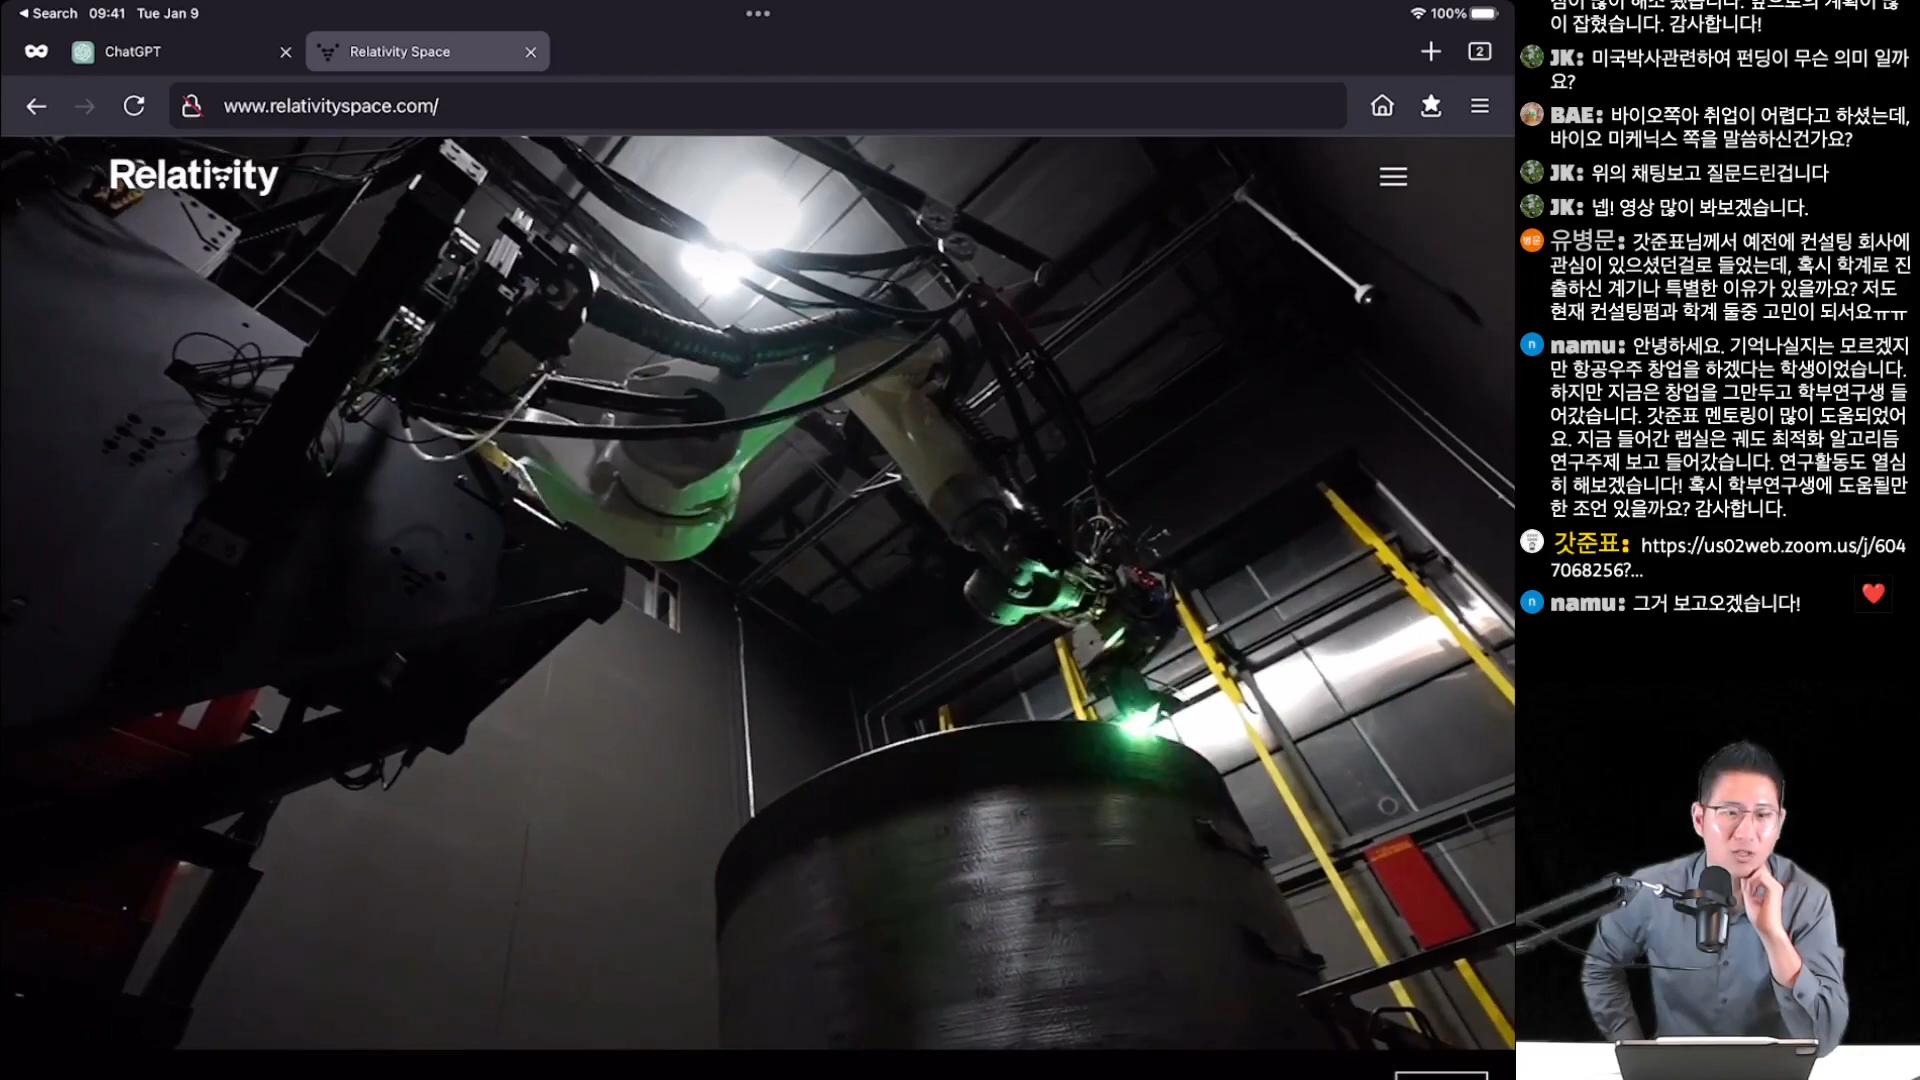 Search 09:41 Tue Jan 9
100%
ChatGPT
Relativity Space
2
www.relativityspace.com/
Relativity
이 잡혔습니다. 감사합니다!
JK: 미국박사관련하여 펀딩이 무슨 의미 일까
요?
BAE: 바이오쪽아 취업이 어렵다고 하셨는데,
바이오 미케닉스 쪽을 말씀하신건가요?
JK: 위의 채팅보고 질문드린겁니다
JK: 넵! 영상 많이 봐보겠습니다.
병문
유병문: 갓준표님께서 예전에 컨설팅 회사에
관심이 있으셨던걸로 들었는데, 혹시 학계로 진
출하신 계기나 특별한 이유가 있을까요? 저도
현재 컨설팅펌과 학계 둘중 고민이 되서요ㅠㅠ
n
namu: 안녕하세요. 기억나실지는 모르겠지
만 항공우주 창업을 하겠다는 학생이었습니다.
하지만 지금은 창업을 그만두고 학부연구생 들
어갔습니다. 갓준표 멘토링이 많이 도움되었어
요. 지금 들어간 랩실은 궤도 최적화 알고리듬
연구주제 보고 들어갔습니다. 연구활동도 열심
히 해보겠습니다! 혹시 학부연구생에 도움될만
한 조언 있을까요? 감사합니다.
갓준표: https://us02web.zoom.us/j/604
7068256?...
n
namu: 그거 보고오겠습니다!